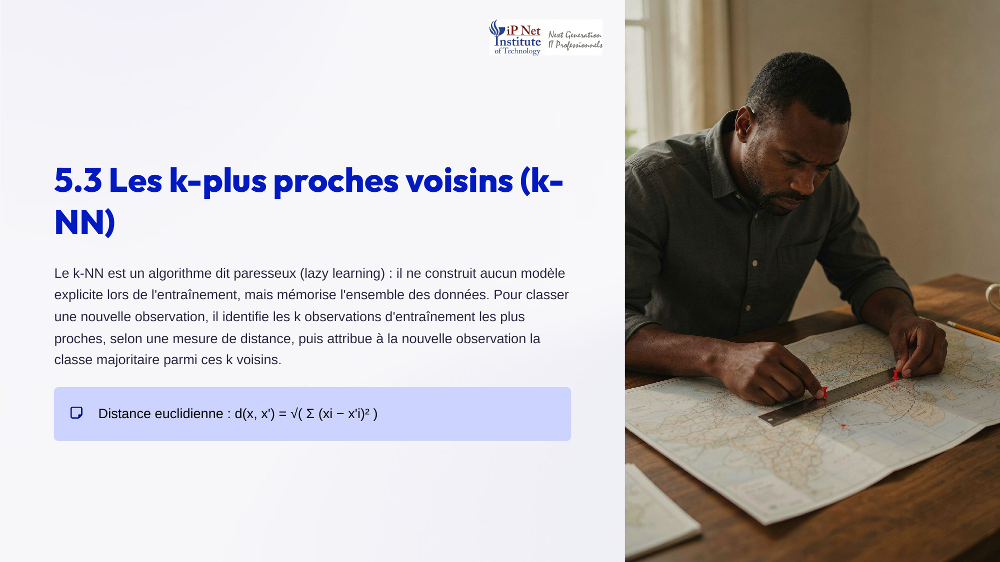 iP Net
Institute
of Technology
Next Generation
IT Professionnels
5.3 Les k-plus proches voisins (k-
NN)
Le k-NN est un algorithme dit paresseux (lazy learning) : il ne construit aucun modèle
explicite lors de l'entraînement, mais mémorise l'ensemble des données. Pour classer
une nouvelle observation, il identifie les k observations d'entraînement les plus
proches, selon une mesure de distance, puis attribue à la nouvelle observation la
classe majoritaire parmi ces k voisins.
Distance euclidienne : d(x, x') = √( Σ (xi − x'i)² )